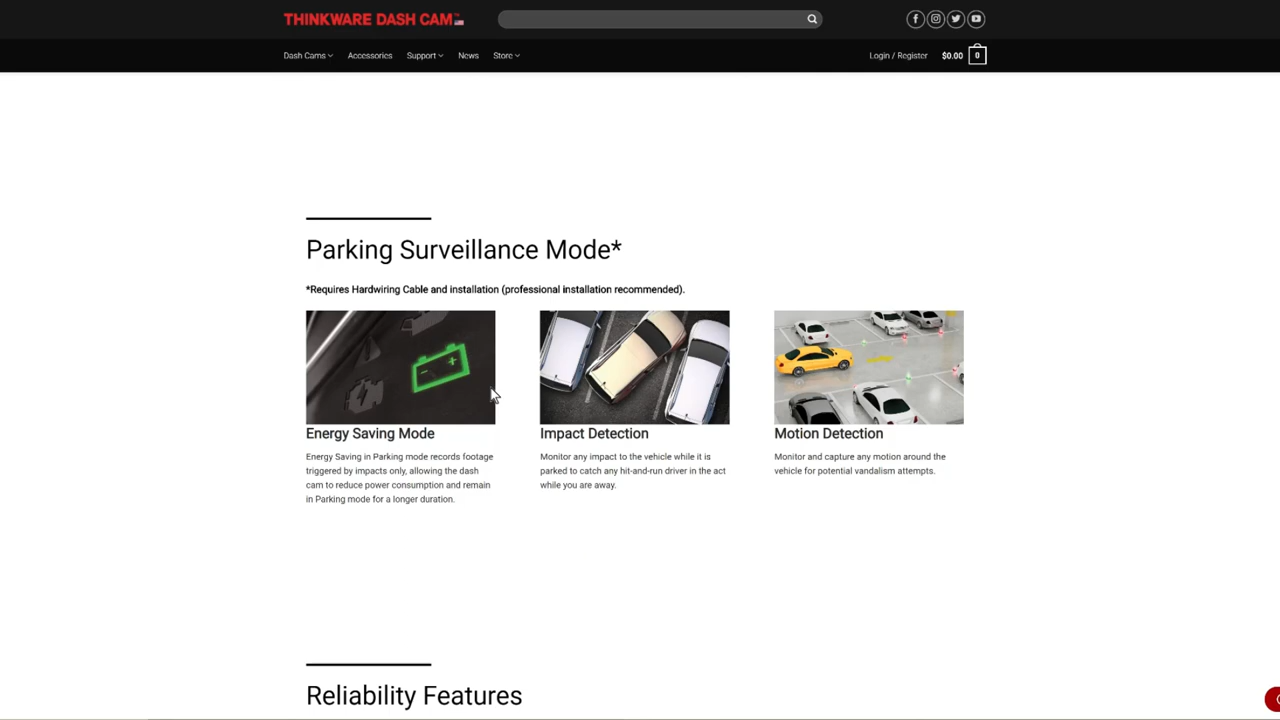 THINKWARE DASH CAM™
Dash Cams
Accessories
Support
News
Store
Login / Register
$0.00
0
Parking Surveillance Mode*
*Requires Hardwiring Cable and installation (professional installation recommended).
Energy Saving Mode
Energy Saving in Parking mode records footage
triggered by impacts only, allowing the dash
cam to reduce power consumption and remain
in Parking mode for a longer duration.
Impact Detection
Monitor any impact to the vehicle while it is
parked to catch any hit-and-run driver in the act
while you are away.
Motion Detection
Monitor and capture any motion around the
vehicle for potential vandalism attempts.
Reliability Features